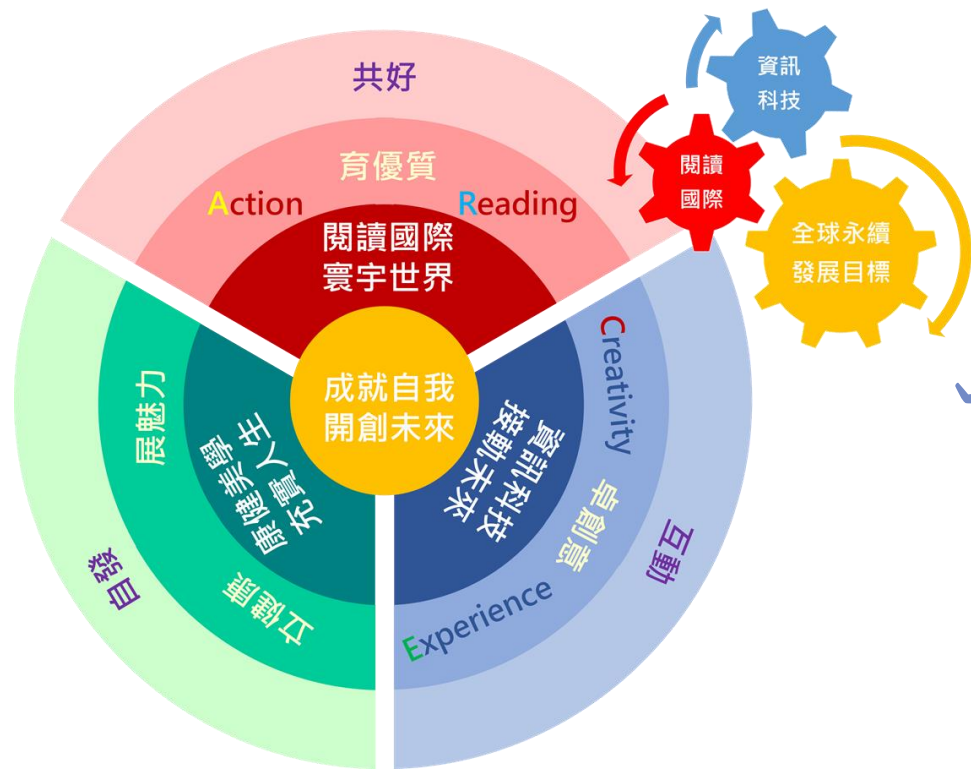 共好
育優質
Action
Reading
閱讀國際
寰宇世界
資訊
科技
閱讀
國際
全球永續
發展目標
成就自我
開創未來
Creativity
資訊科技
接軌未來
卓創意
Experience
互動
展魅力
康健美學
充實人生
立健康
自發